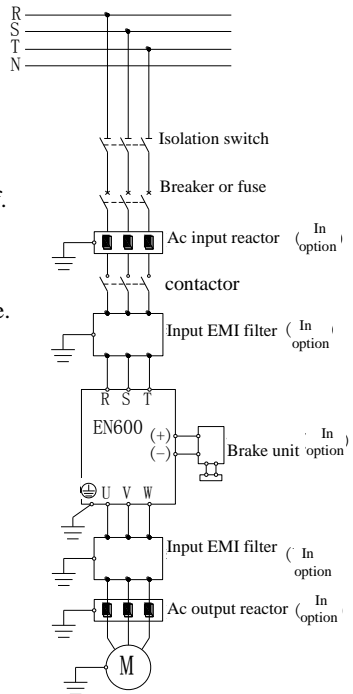 R
S
T
N
Isolation switch
f.
Breaker or fuse
Ac input reactor (In option)
contactor
e.
Input EMI filter (In option)
R S T
EN600
(+)
(-)
Brake unit (In option)
U V W
Input EMI filter (In option
Ac output reactor (In option)
M